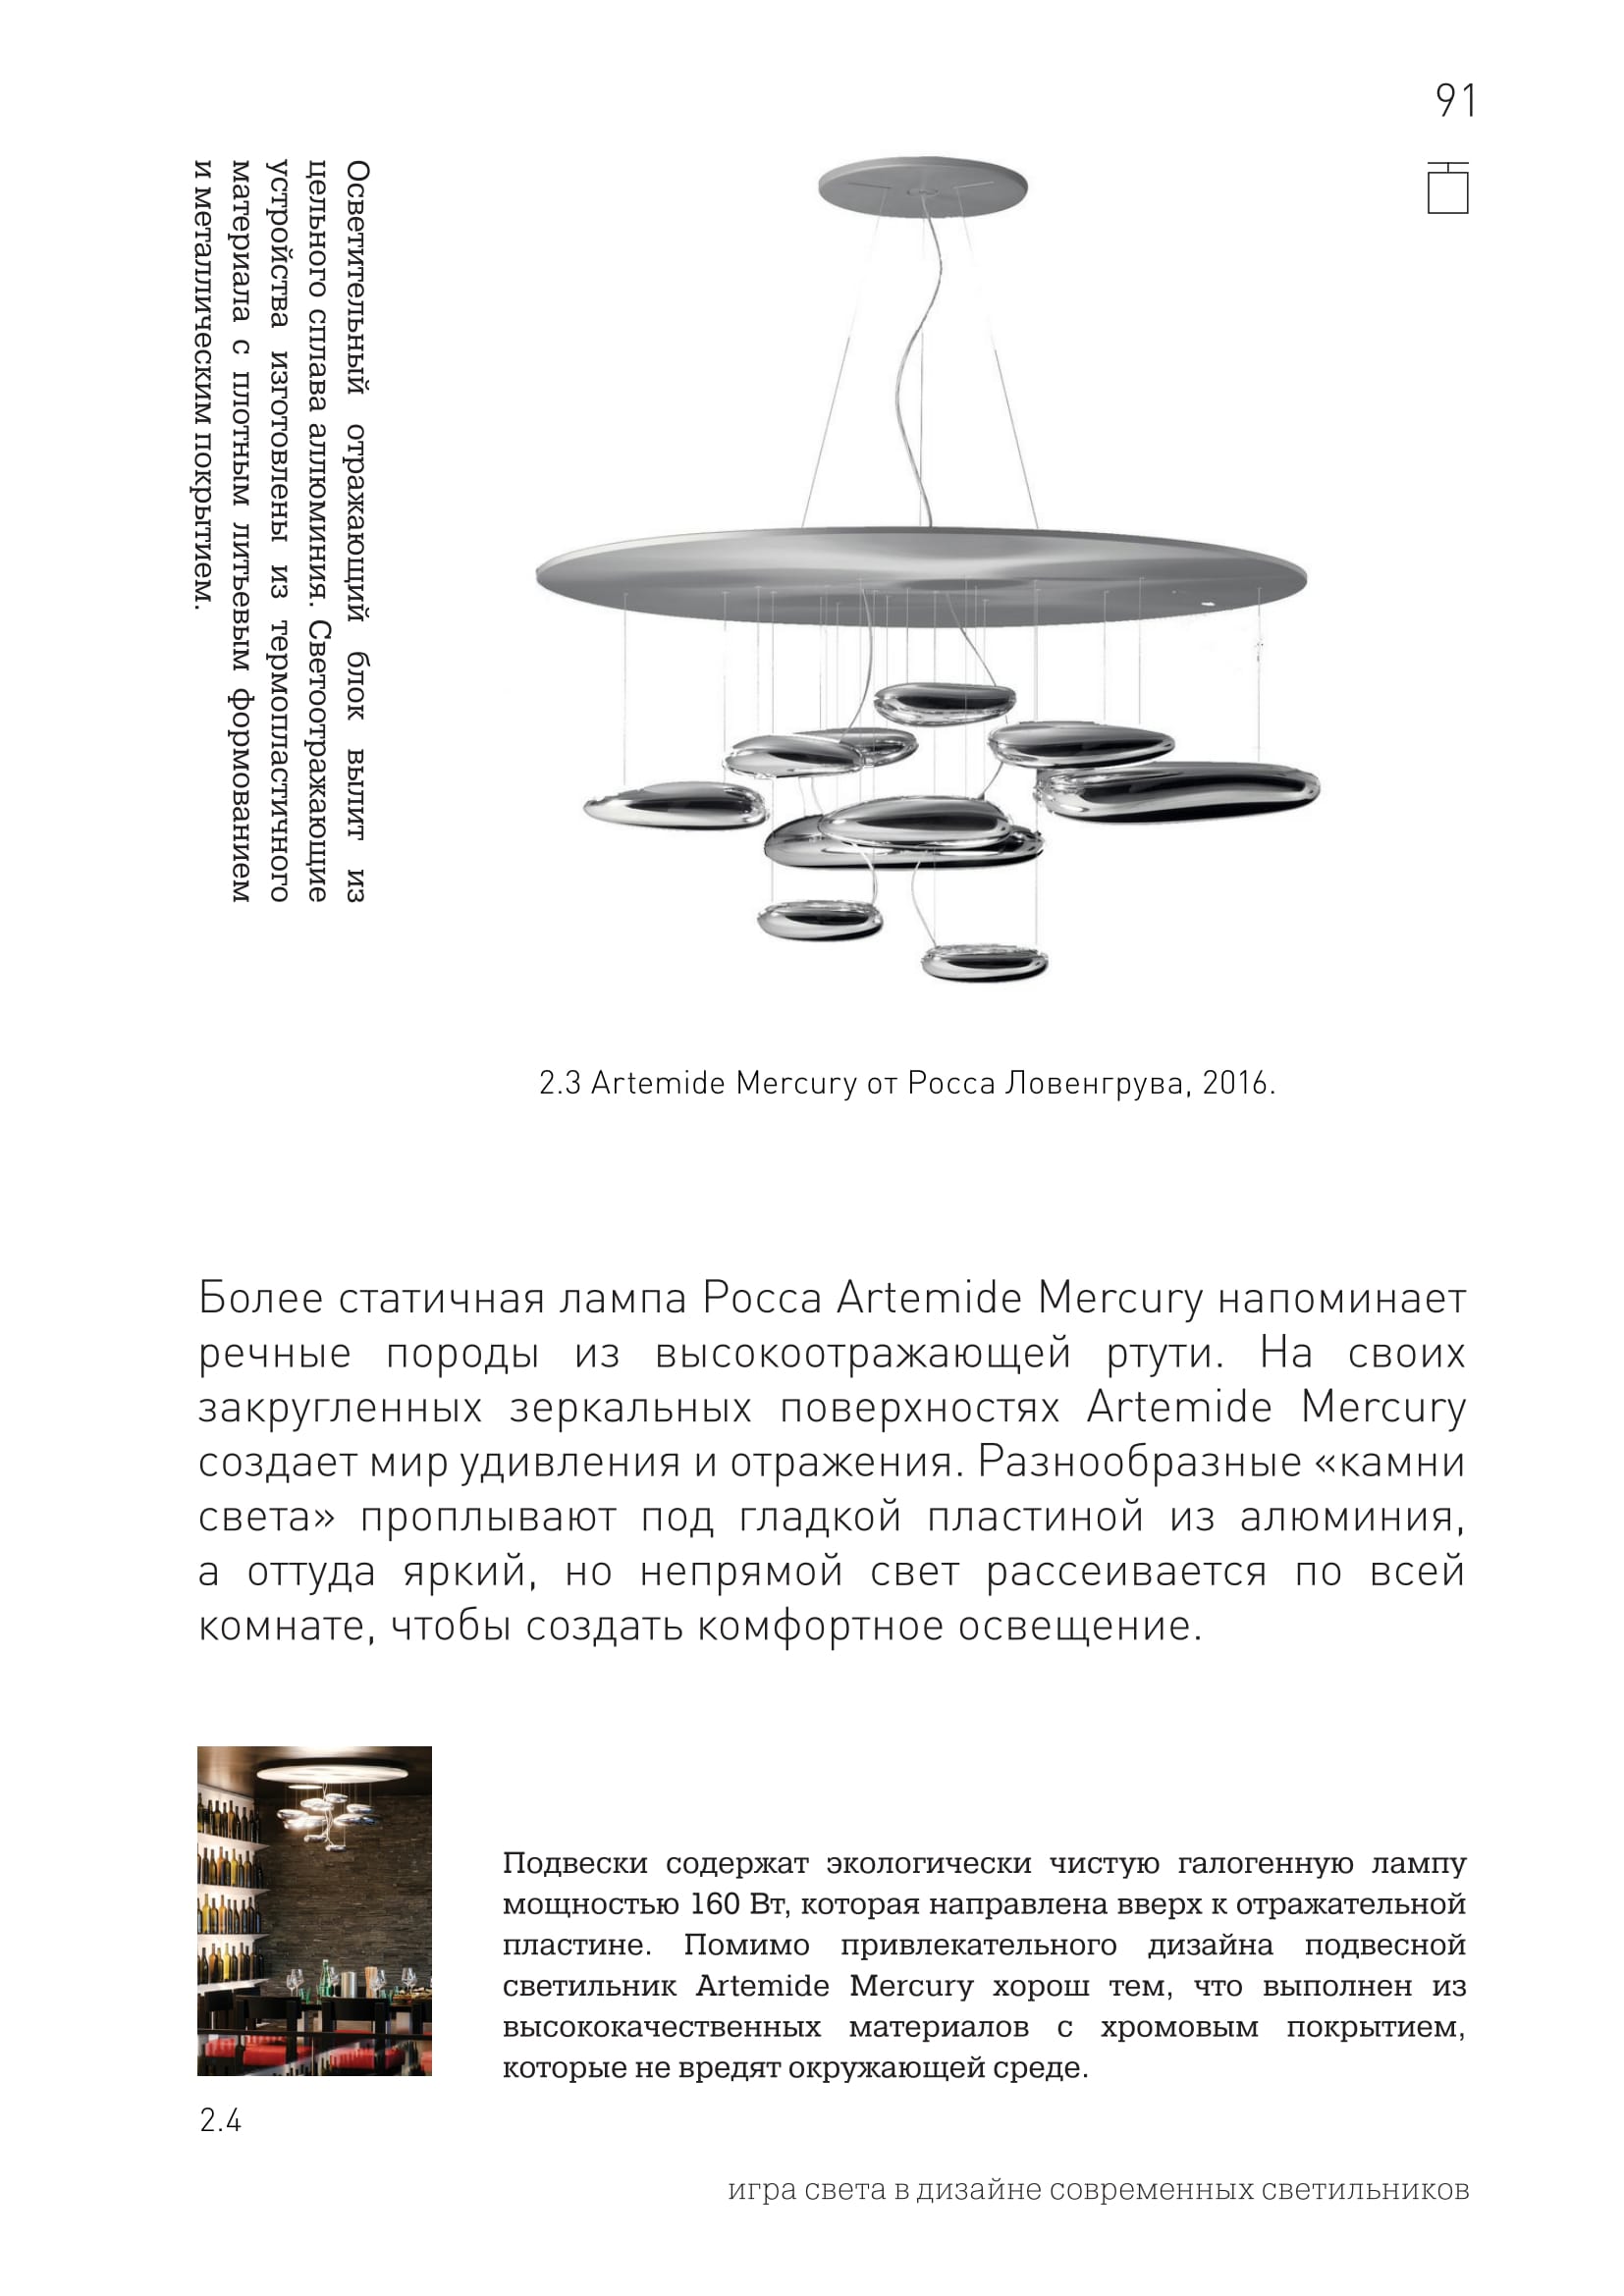 91
Осветительный отражающий блок вылит из
цельного сплава аллюминия. Светоотражающие
устройства изготовлены из термопластичного
материала с плотным литьевым формованием
и металлическим покрытием.
2.3 Artemide Mercury от Росса Ловенгрува, 2016.
Более статичная лампа Росса Artemide Mercury напоминает
речные породы из высокоотражающей ртути. На своих
закругленных зеркальных поверхностях Artemide Mercury
создает мир удивления и отражения. Разнообразные «камни
света» проплывают под гладкой пластиной из алюминия,
а оттуда яркий, но непрямой свет рассеивается по всей
комнате, чтобы создать комфортное освещение.
Подвески содержат экологически чистую галогенную лампу
мощностью 160 Вт, которая направлена вверх к отражательной
пластине. Помимо привлекательного дизайна подвесной
светильник Artemide Mercury хорош тем, что выполнен из
высококачественных материалов с хромовым покрытием,
которые не вредят окружающей среде.
2.4
игра света в дизайне современных светильников